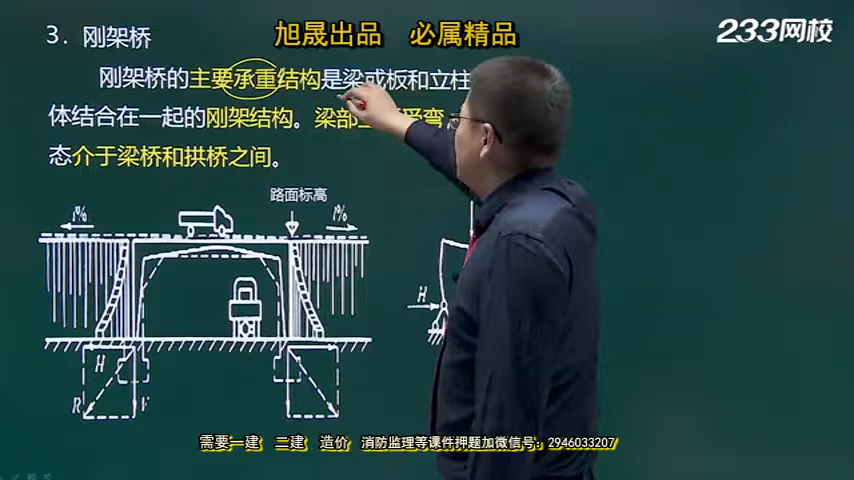 旭晟出品 必属精品
233网校
3. 刚架桥
刚架桥的主要承重结构是梁或板和立柱
体结合在一起的刚架结构。梁部
受弯
态介于梁桥和拱桥之间。
路面标高
1%
1%
H
H
R
V
需要一建 二建 造价 消防监理等课件押题加微信号：2946033207